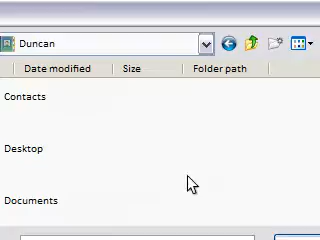 Duncan
Date modified Size Folder path
Contacts
Desktop
Documents